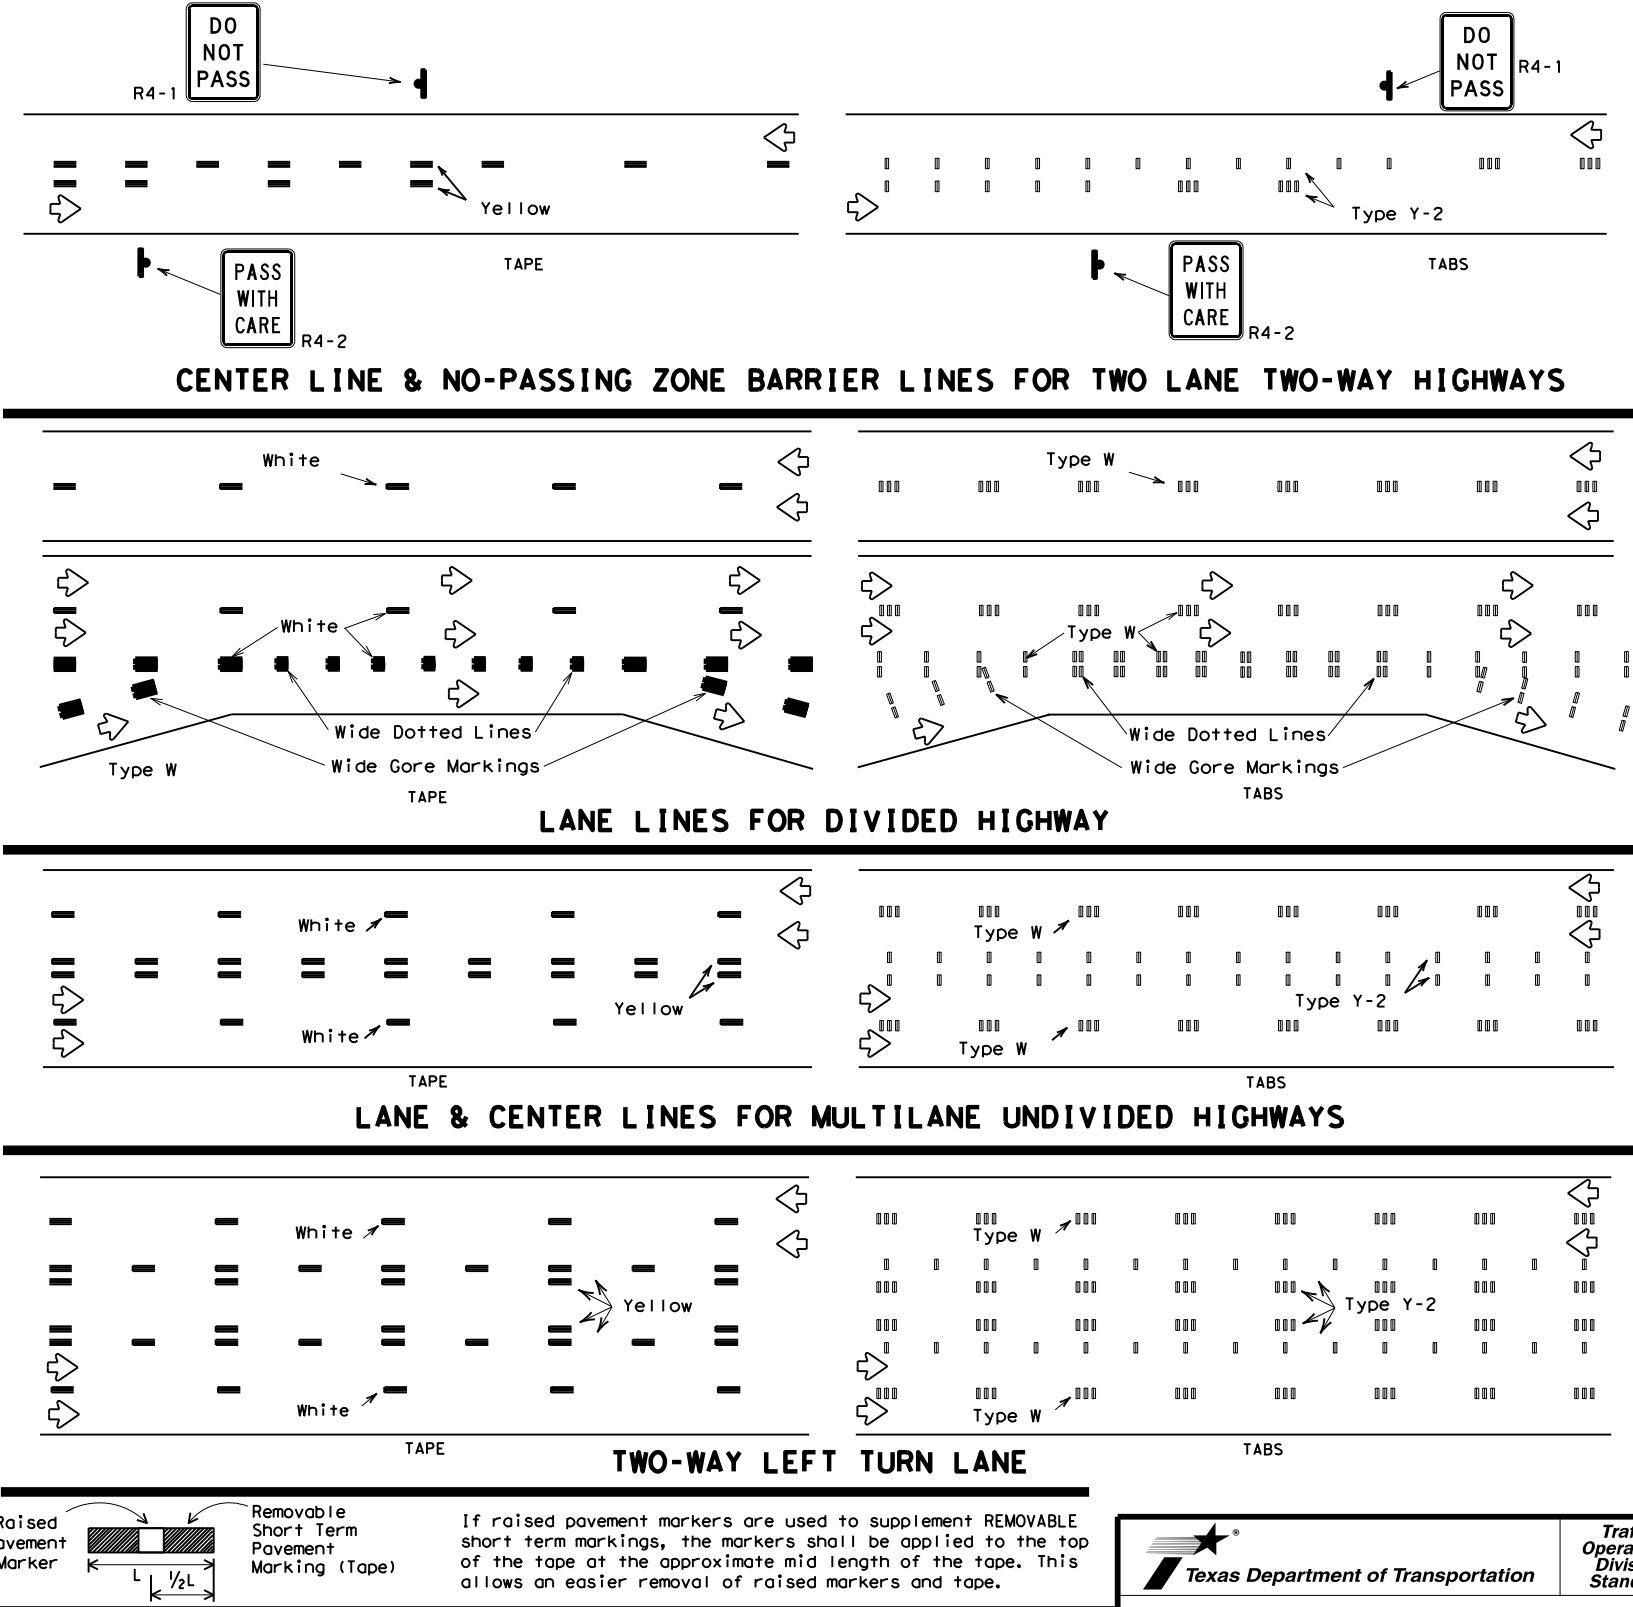 DO
NOT
PASS
R4-1
DO
NOT
PASS
R4-1
Yellow
Type Y-2
PASS
WITH
CARE
R4-2
TAPE
PASS
WITH
CARE
R4-2
TABS
CENTER LINE & NO-PASSING ZONE BARRIER LINES FOR TWO LANE TWO-WAY HIGHWAYS
White
Type W
White
Type W
Wide Dotted Lines
Wide Dotted Lines
Type W
Wide Gore Markings
Wide Gore Markings
TAPE
TABS
LANE LINES FOR DIVIDED HIGHWAY
White
Type W
Yellow
Type Y-2
White
Type W
TAPE
TABS
LANE & CENTER LINES FOR MULTILANE UNDIVIDED HIGHWAYS
White
Type W
Yellow
Type Y-2
White
Type W
TAPE
TABS
TWO-WAY LEFT TURN LANE
Raised
Pavement
Marker
Removable
Short Term
Pavement
Marking (Tape)
L
½L
If raised pavement markers are used to supplement REMOVABLE
short term markings, the markers shall be applied to the top
of the tape at the approximate mid length of the tape. This
allows an easier removal of raised markers and tape.
®
Texas Department of Transportation
Traf
Opera
Divis
Stan